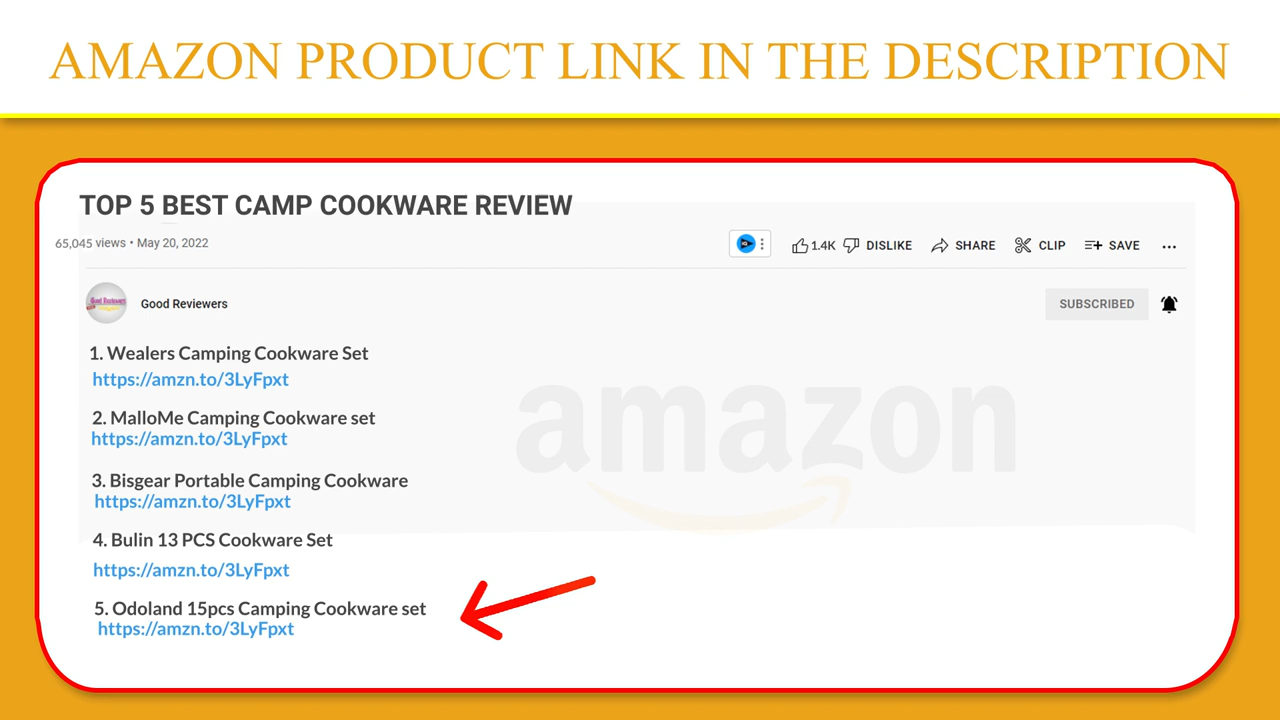 AMAZON PRODUCT LINK IN THE DESCRIPTION
TOP 5 BEST CAMP COOKWARE REVIEW
65,045 views • May 20, 2022
1.4K DISLIKE SHARE CLIP SAVE ...
Good Reviewers
SUBSCRIBED
1. Wealers Camping Cookware Set
https://amzn.to/3LyFpxt
2. MalloMe Camping Cookware set
https://amzn.to/3LyFpxt
3. Bisgear Portable Camping Cookware
https://amzn.to/3LyFpxt
4. Bulin 13 PCS Cookware Set
https://amzn.to/3LyFpxt
5. Odoland 15pcs Camping Cookware set
https://amzn.to/3LyFpxt
amazon